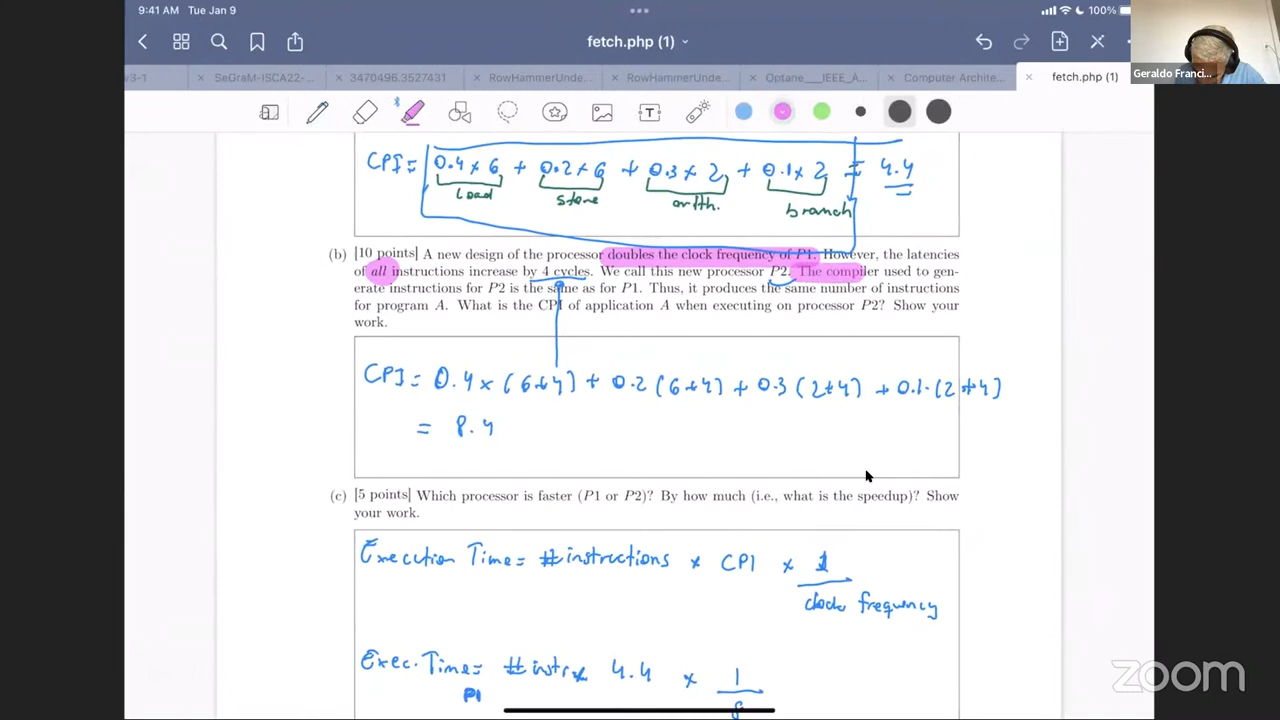 9:41 AM Tue Jan 9
100%
fetch.php (1)
#3-1
SeGraM-ISCA22-...
3470496.3527431
RowHammerUnde...
RowHammerUnde...
Optane___IEEE_A...
Computer Archite...
fetch.php (1)
Geraldo Franci...
CPI= 0.4 × 6 + 0.2 × 6 + 0.3 × 2 + 0.1 × 2 = 4.4
load store arith. branch
(b) [10 points] A new design of the processor doubles the clock frequency of P1. However, the latencies
of all instructions increase by 4 cycles. We call this new processor P2. The compiler used to gen-
erate instructions for P2 is the same as for P1. Thus, it produces the same number of instructions
for program A. What is the CPI of application A when executing on processor P2? Show your
work.
CPI= 0.4 × (6+4) + 0.2 (6+4) + 0.3 (2+4) + 0.1.(2+4)
= 8.4
(c) [5 points] Which processor is faster (P1 or P2)? By how much (i.e., what is the speedup)? Show
your work.
Execution Time= #instructions × CPI × 1
clock frequency
Exec. Time= #instr× 4.4 × 1
P1
zoom